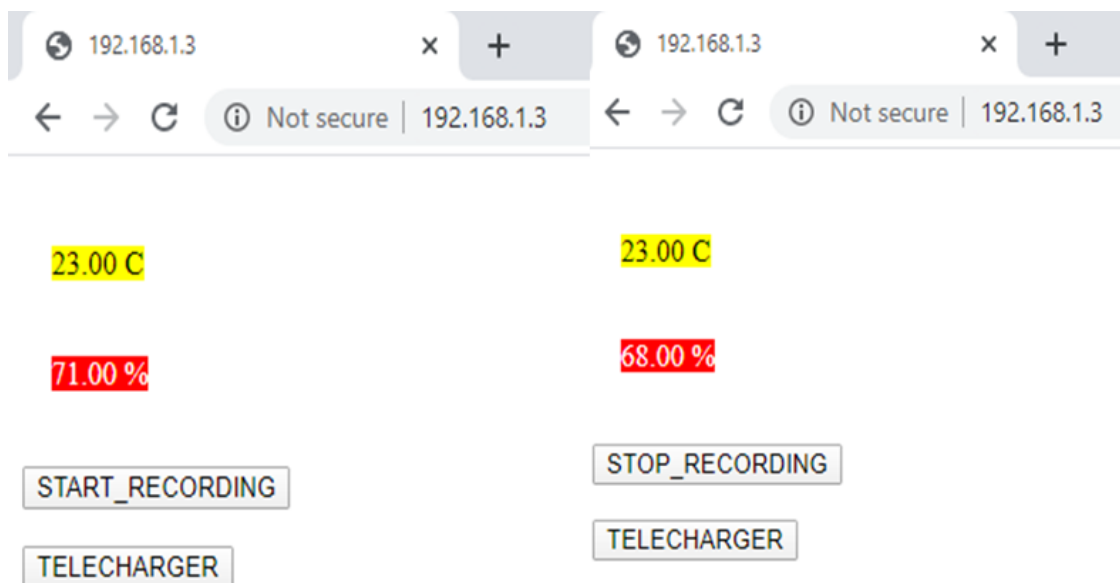 192.168.1.3
Not secure | 192.168.1.3
23.00 C
71.00 %
START_RECORDING
TELECHARGER
192.168.1.3
Not secure | 192.168.1.3
23.00 C
68.00 %
STOP_RECORDING
TELECHARGER